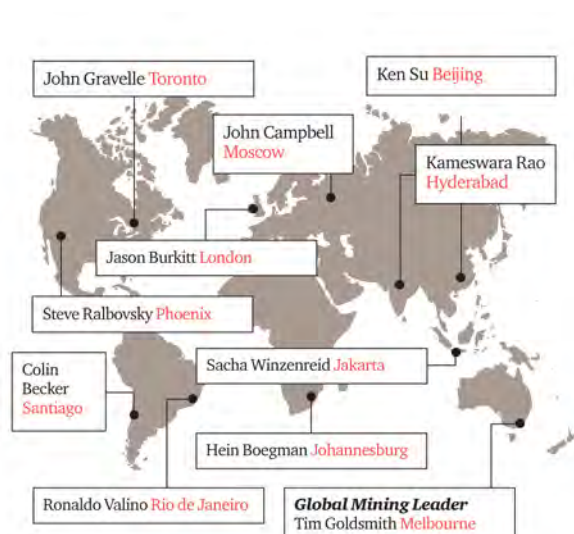 John Gravelle Toronto
Ken Su Beijing
John Campbell
Moscow
Kameswara Rao
Hyderabad
Jason Burkitt London
Steve Ralbovsky Phoenix
Colin
Becker
Santiago
Sacha Winzenreid Jakarta
Hein Boegman Johannesburg
Ronaldo Valino Rio de Janeiro
Global Mining Leader
Tim Goldsmith Melbourne